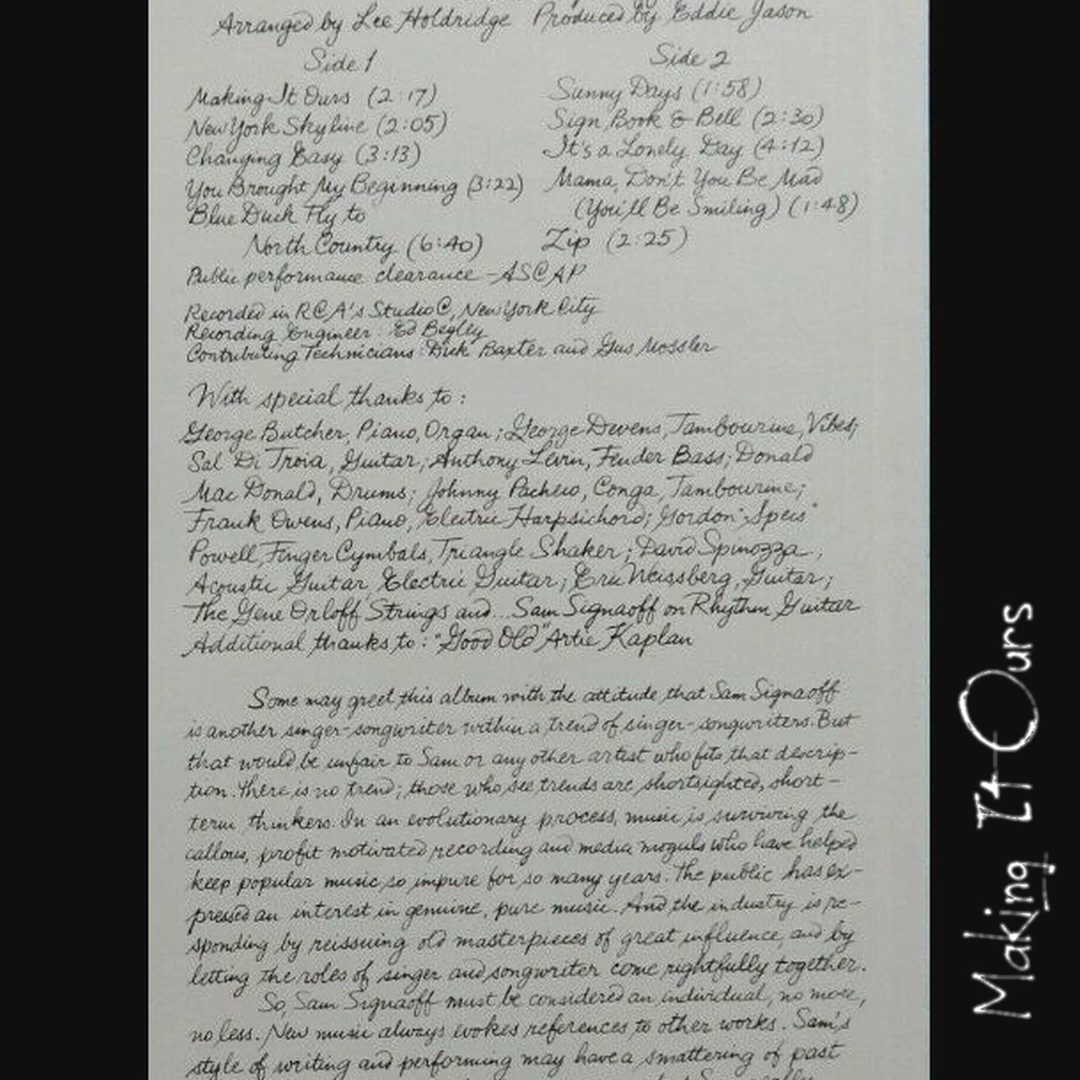 Arranged by Lee Holdridge Produced by Eddie Jason
Side 1
Making It Ours (2:17)
New York Skyline (2:05)
Changing Easy (3:13)
You Brought My Beginning (3:22)
Blue Duck Fly to
North Country (6:40)
Side 2
Sunny Days (1:58)
Sign, Book & Bell (2:30)
It's a Lonely Day (4:12)
Mama, Don't You Be Mad
(You'll Be Smiling) (1:48)
Zip (2:25)
Public performance clearance - ASCAP
Recorded in RCA's Studio C, New York City
Recording Engineer: Ed Begley
Contributing Technicians: Dick Baxter and Gus Mossler
With special thanks to:
George Butcher, Piano, Organ; George Devens, Tambourine, Vibes;
Sal Di Troia, Guitar; Anthony Levin, Fender Bass; Donald
Mac Donald, Drums; Johnny Pacheco, Conga, Tambourine;
Frank Owens, Piano, Electric Harpsichord; Gordon "Specs"
Powell, Finger Cymbals, Triangle Shaker; David Spinozza,
Acoustic Guitar, Electric Guitar; Eric Weissberg, Guitar;
The Gene Orloff Strings and... Sam Signaoff on Rhythm Guitar
Additional thanks to: "Good Old" Artie Kaplan
Some may greet this album with the attitude that Sam Signaoff
is another singer-songwriter within a trend of singer-songwriters. But
that would be unfair to Sam or any other artist who fits that descrip-
tion. There is no trend; those who see trends are shortsighted, short-
term thinkers. In an evolutionary process, music is surviving the
callous, profit motivated recording and media moguls who have helped
keep popular music so impure for so many years. The public has ex-
pressed an interest in genuine, pure music. And the industry is re-
sponding by reissuing old masterpieces of great influence, and by
letting the roles of singer and songwriter come rightfully together.
So, Sam Signaoff must be considered an individual, no more,
no less. New music always evokes references to other works. Sam's
style of writing and performing may have a smattering of past
Making It Ours